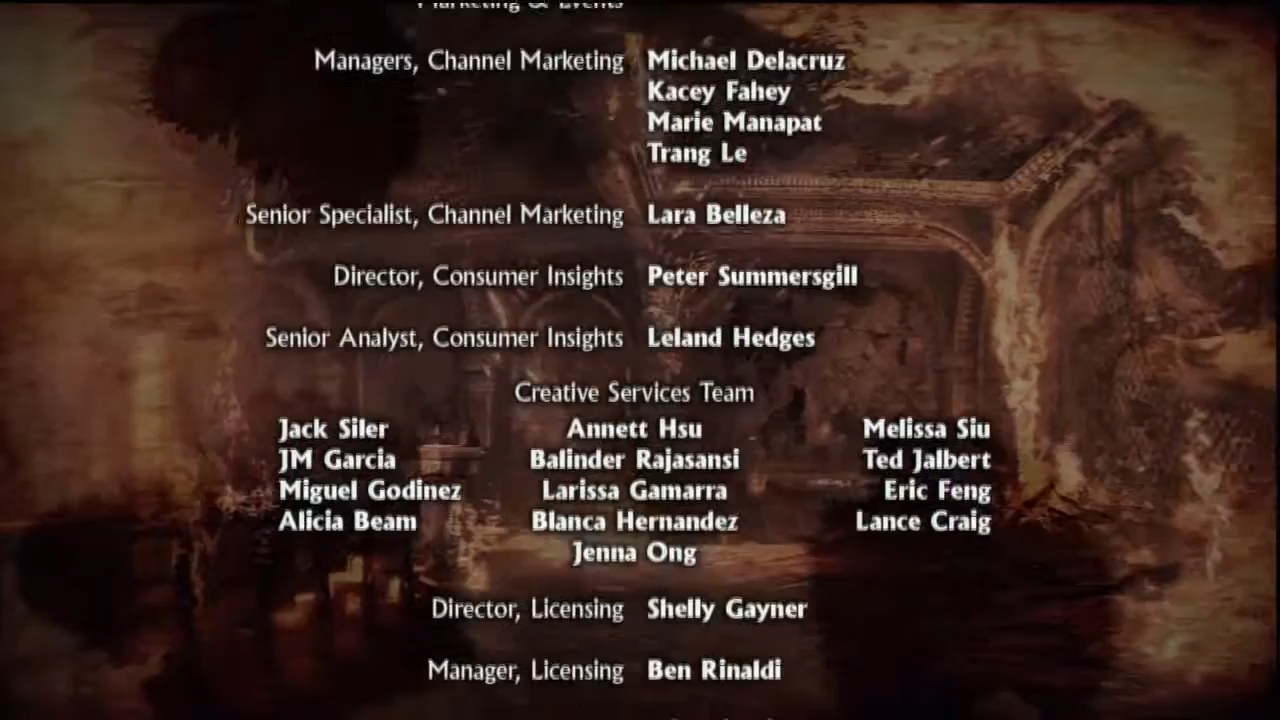 Marketing & Events
Managers, Channel Marketing Michael Delacruz
Kacey Fahey
Marie Manapat
Trang Le
Senior Specialist, Channel Marketing Lara Belleza
Director, Consumer Insights Peter Summersgill
Senior Analyst, Consumer Insights Leland Hedges
Creative Services Team
Jack Siler Annett Hsu Melissa Siu
JM Garcia Balinder Rajasansi Ted Jalbert
Miguel Godinez Larissa Gamarra Eric Feng
Alicia Beam Blanca Hernandez Lance Craig
Jenna Ong
Director, Licensing Shelly Gayner
Manager, Licensing Ben Rinaldi